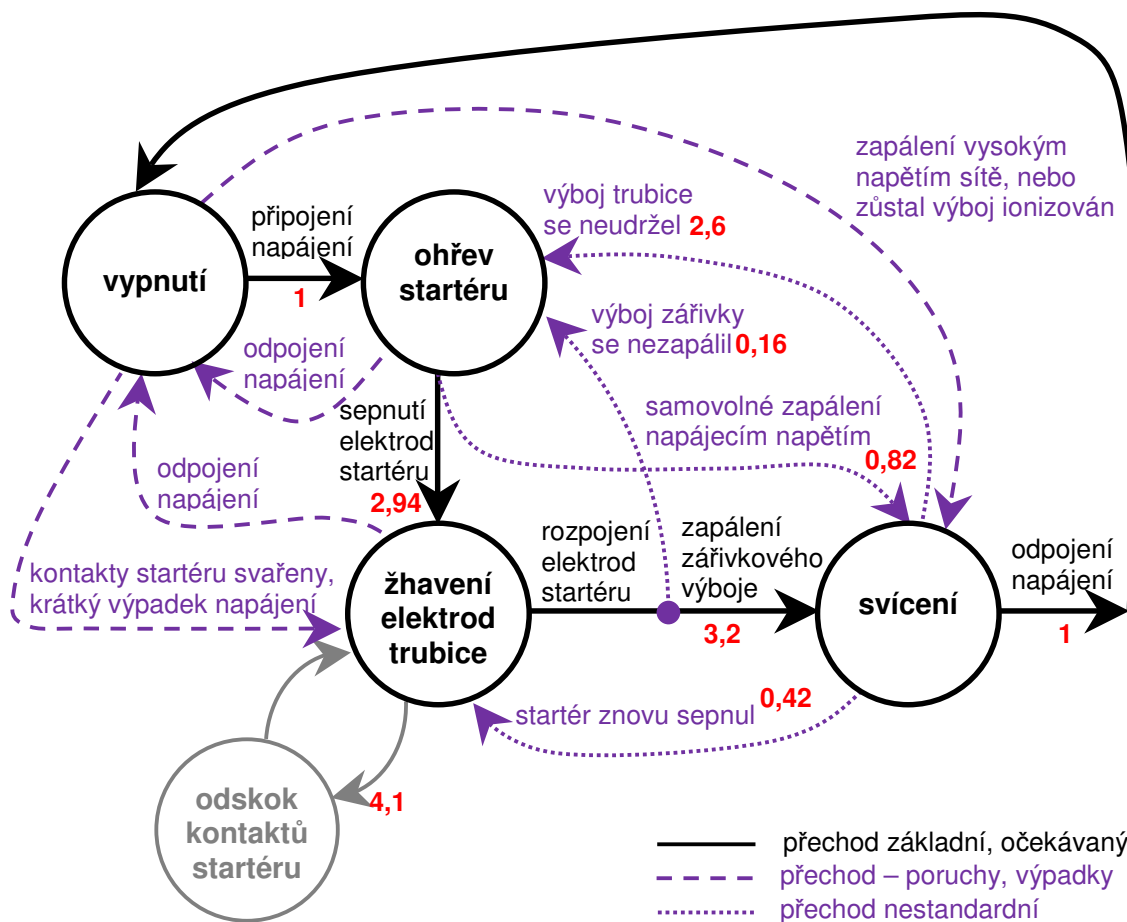 zapálení vysokým
napětím sítě, nebo
zůstal výboj ionizován
výboj trubice
se neudržel 2,6
připojení
napájení
1
vypnutí
ohřev
startéru
výboj zářivky
se nezapálil 0,16
odpojení
napájení
sepnutí
elektrod
startéru
2,94
samovolné zapálení
napájecím napětím
0,82
odpojení
napájení
rozpojení
elektrod
startéru
zapálení
zářivkového
výboje
3,2
odpojení
napájení
1
kontakty startéru svařeny,
krátký výpadek napájení
žhavení
elektrod
trubice
svícení
startér znovu sepnul 0,42
odskok
kontaktů
startéru
4,1
přechod základní, očekávaný
přechod – poruchy, výpadky
přechod nestandardní